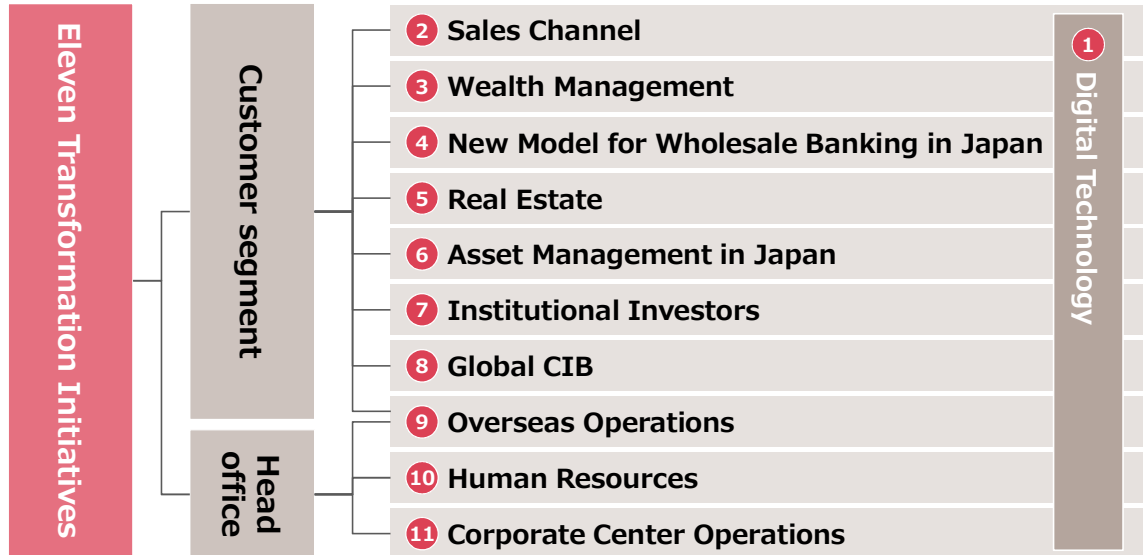 Eleven Transformation Initiatives
Customer segment
Head
office
2 Sales Channel
3 Wealth Management
4 New Model for Wholesale Banking in Japan
5 Real Estate
6 Asset Management in Japan
7 Institutional Investors
8 Global CIB
9 Overseas Operations
10 Human Resources
11 Corporate Center Operations
1 Digital Technology